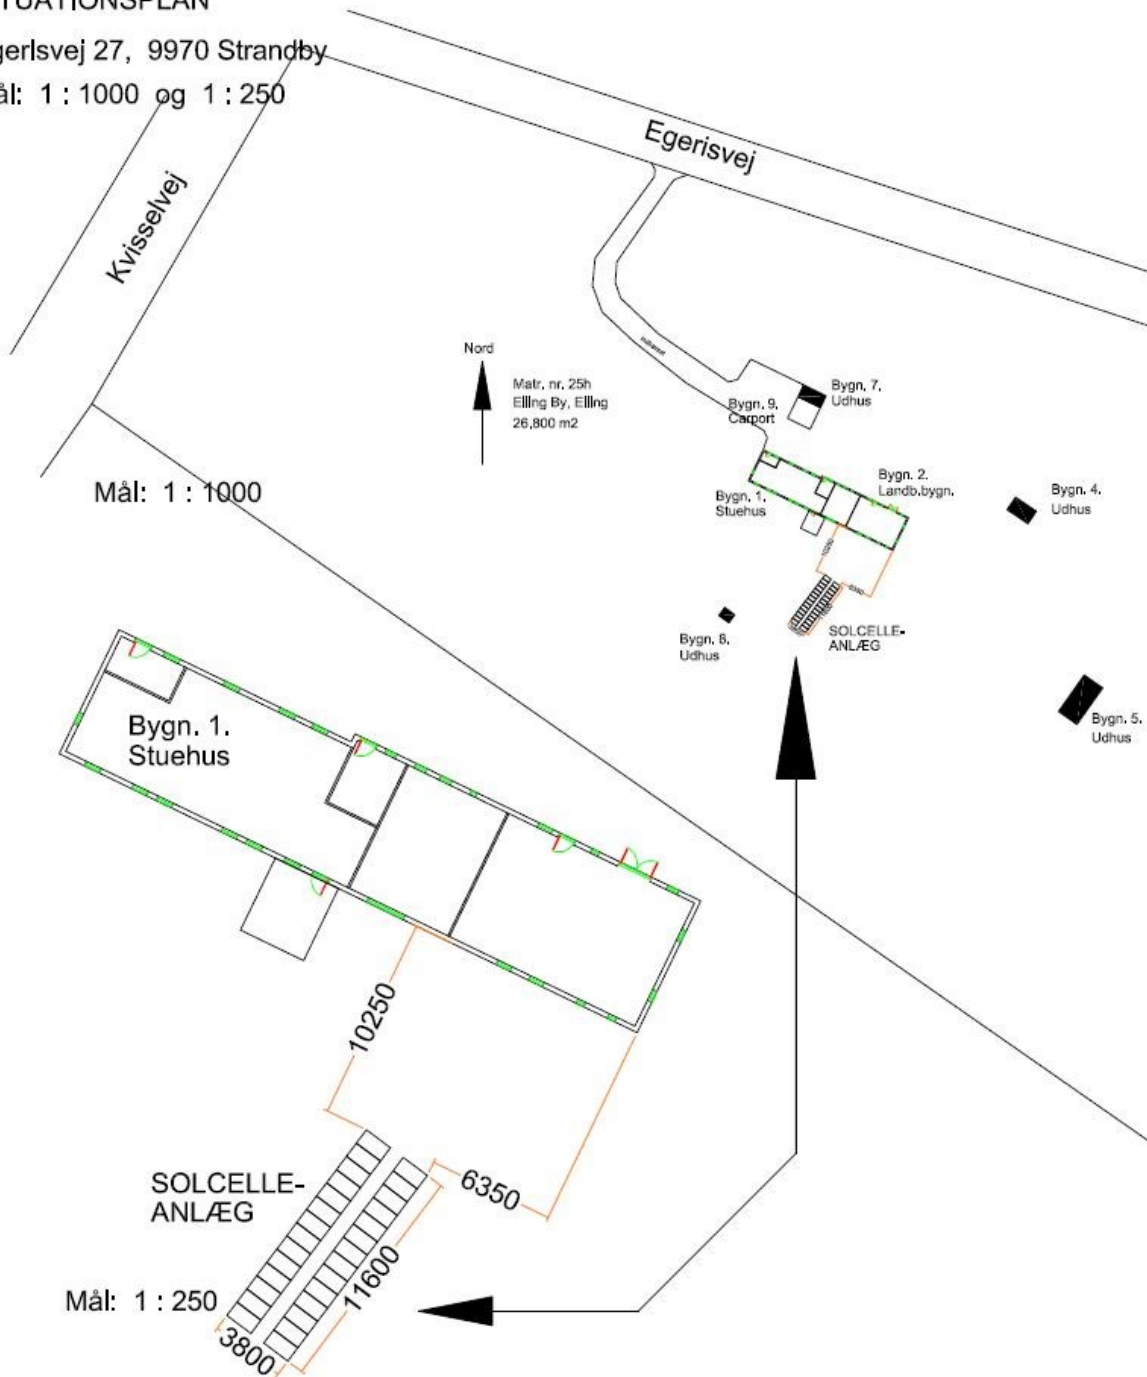 TUATIONSPLAN
gerisvej 27, 9970 Strandby
ål: 1 : 1000 og 1 : 250
Egerisvej
Kvisselvej
Nord
Matr. nr. 25h
Elling By, Elling
26,800 m2
Bygn. 7.
Udhus
Bygn. 9.
Carport
Bygn. 2.
Landb.bygn.
Bygn. 1.
Stuehus
Bygn. 4.
Udhus
10250
6350
SOLCELLE-
ANLÆG
Bygn. 8.
Udhus
Bygn. 5.
Udhus
Mål: 1 : 1000
Bygn. 1.
Stuehus
10250
6350
SOLCELLE-
ANLÆG
11600
Mål: 1 : 250
3800